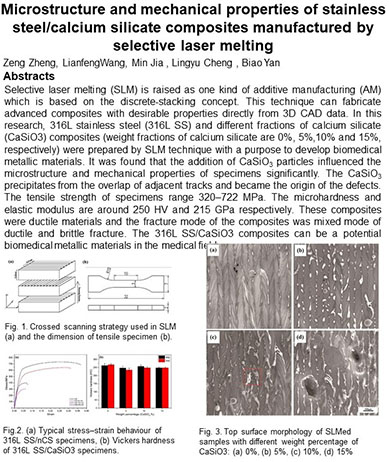 Microstructure and mechanical properties of stainless
steel/calcium silicate composites manufactured by
selective laser melting
Zeng Zheng, LianfengWang, Min Jia , Lingyu Cheng , Biao Yan
Abstracts
Selective laser melting (SLM) is raised as one kind of additive manufacturing (AM)
which is based on the discrete-stacking concept. This technique can fabricate
advanced composites with desirable properties directly from 3D CAD data. In this
research, 316L stainless steel (316L SS) and different fractions of calcium silicate
(CaSiO3) composites (weight fractions of calcium silicate are 0%, 5%,10% and 15%,
respectively) were prepared by SLM technique with a purpose to develop biomedical
metallic materials. It was found that the addition of CaSiO₃ particles influenced the
microstructure and mechanical properties of specimens significantly. The CaSiO₃
precipitates from the overlap of adjacent tracks and became the origin of the defects.
The tensile strength of specimens range 320–722 MPa. The microhardness and
elastic modulus are around 250 HV and 215 GPa respectively. These composites
were ductile materials and the fracture mode of the composites was mixed mode of
ductile and brittle fracture. The 316L SS/CaSiO3 composites can be a potential
biomedical metallic materials in the medical
(a) (b)
Fig. 1. Crossed scanning strategy used in SLM
(a) and the dimension of tensile specimen (b).
(a) (b)
Fig.2. (a) Typical stress–strain behaviour of
316L SS/nCS specimens, (b) Vickers hardness
of 316L SS/CaSiO3 specimens.
(a) (b)
(c) (d)
Fig. 3. Top surface morphology of SLMed
samples with different weight percentage of
CaSiO3: (a) 0%, (b) 5%, (c) 10%, (d) 15%